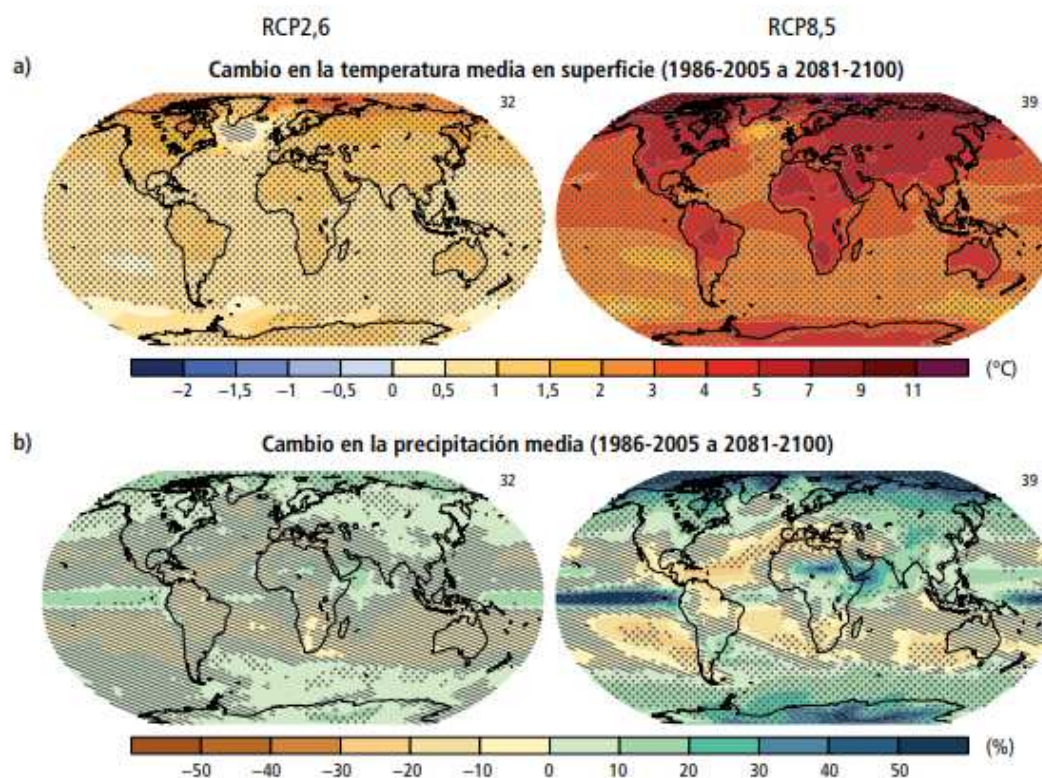 RCP2,6 RCP8,5
a) Cambio en la temperatura media en superficie (1986-2005 a 2081-2100)
32 39
−2 −1,5 −1 −0,5 0 0,5 1 1,5 2 3 4 5 7 9 11 (°C)
b) Cambio en la precipitación media (1986-2005 a 2081-2100)
32 39
−50 −40 −30 −20 −10 0 10 20 30 40 50 (%)